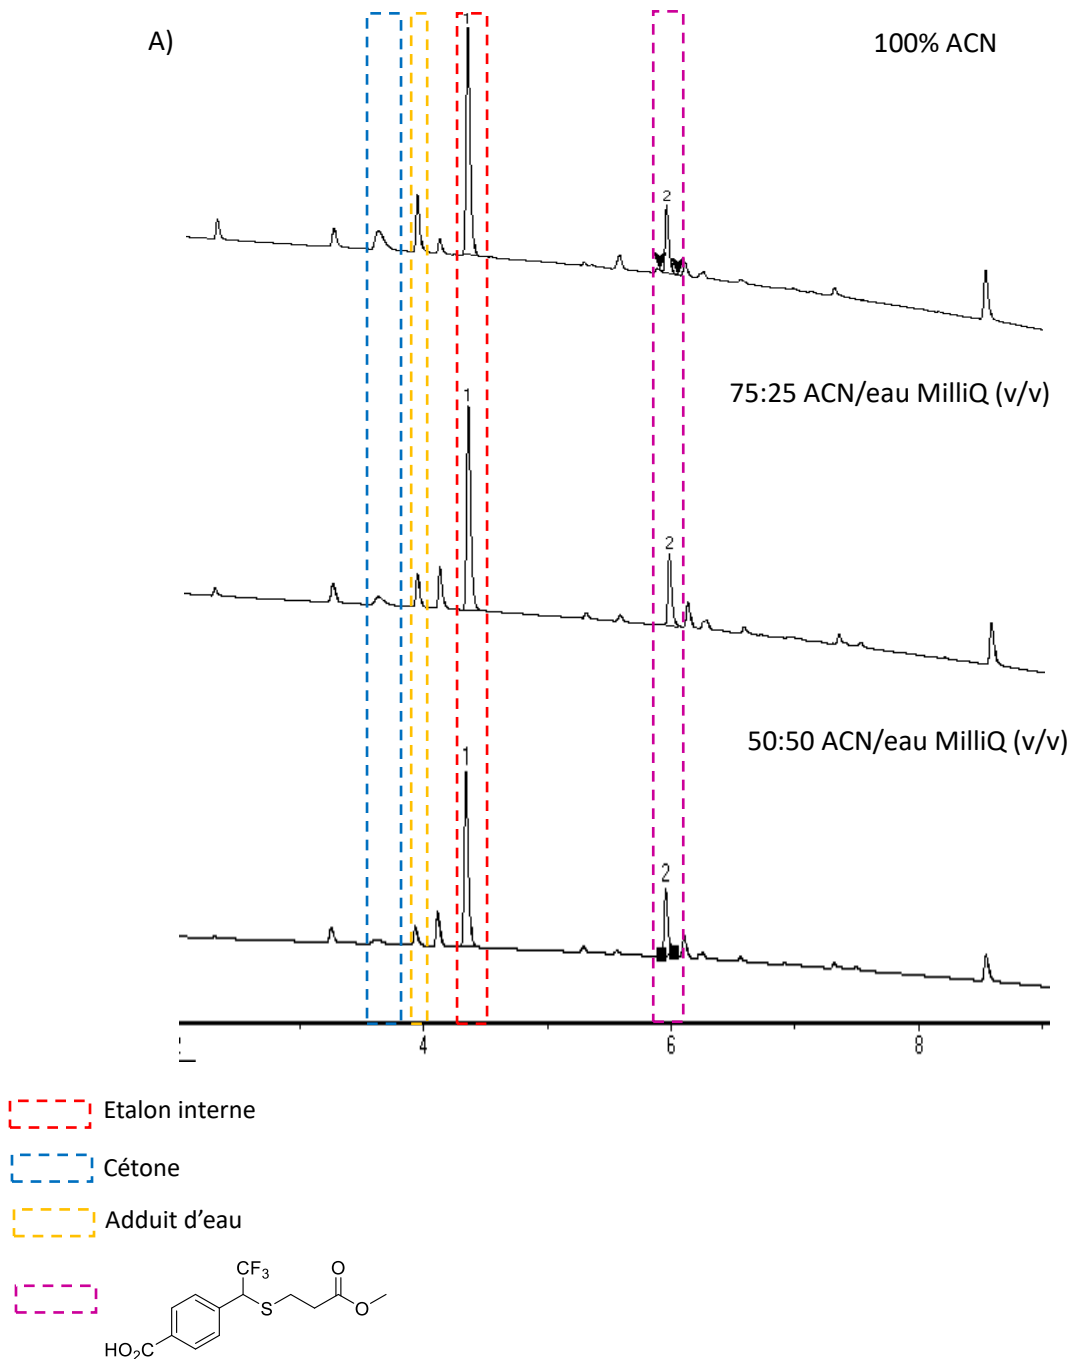 A)
100% ACN
1
2
75:25 ACN/eau MilliQ (v/v)
1
2
50:50 ACN/eau MilliQ (v/v)
1
2
4
6
8
Etalon interne
Cétone
Adduit d'eau
CF3
O
S
O
HO2C